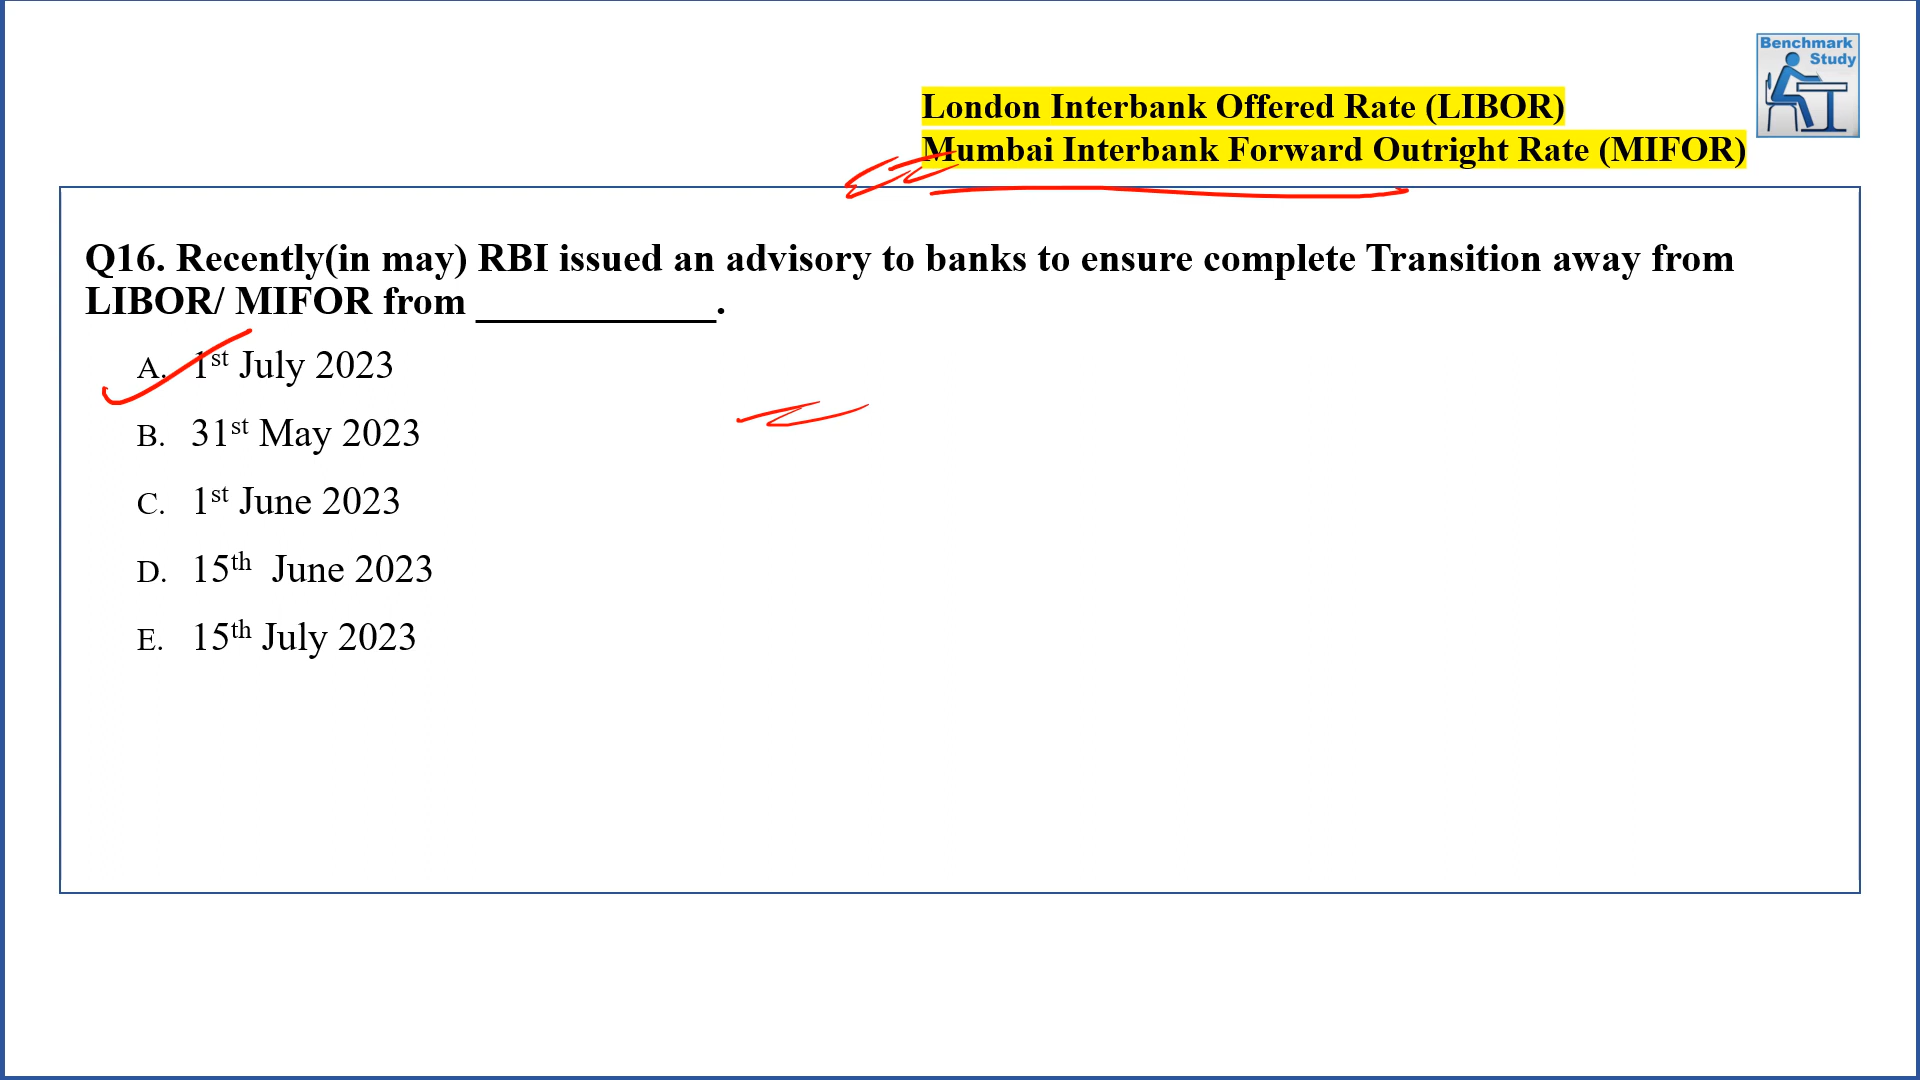 Benchmark
Study
London Interbank Offered Rate (LIBOR)
Mumbai Interbank Forward Outright Rate (MIFOR)
Q16. Recently(in may) RBI issued an advisory to banks to ensure complete Transition away from
LIBOR/ MIFOR from ____________.
A. 1st July 2023
B. 31st May 2023
C. 1st June 2023
D. 15th June 2023
E. 15th July 2023